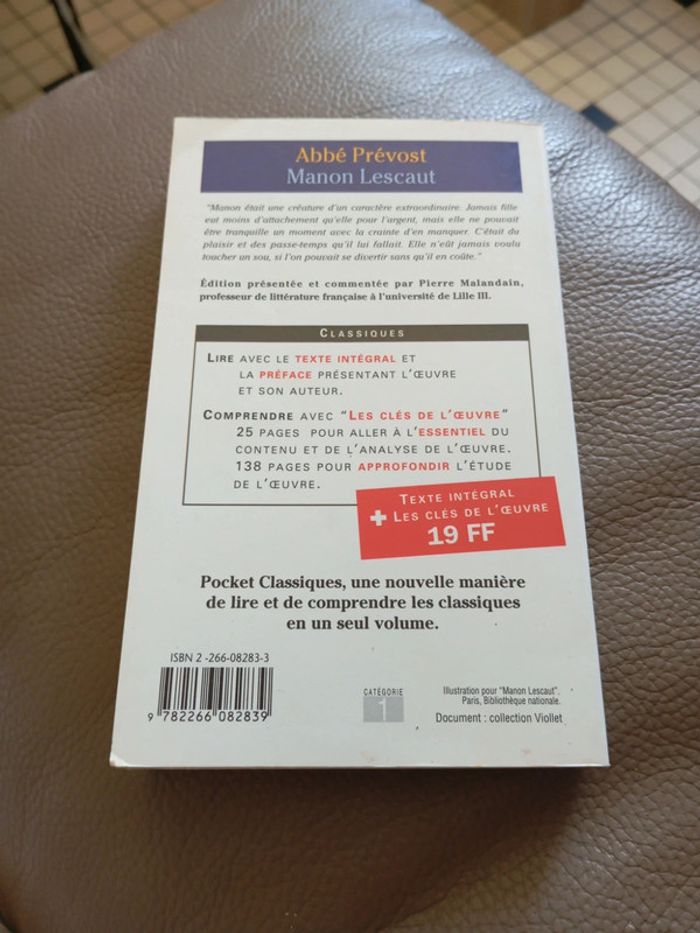 Abbé Prévost
Manon Lescaut
"Manon était une créature d'un caractère extraordinaire. Jamais fille
eut moins d'attachement qu'elle pour l'argent, mais elle ne pouvait
être tranquille un moment avec la crainte d'en manquer. C'était du
plaisir et des passe-temps qu'il lui fallait. Elle n'eût jamais voulu
toucher un sou, si l'on pouvait se divertir sans qu'il en coûte."
Édition présentée et commentée par Pierre Malandain,
professeur de littérature française à l'université de Lille III.
CLASSIQUES
LIRE AVEC LE TEXTE INTÉGRAL ET
LA PRÉFACE PRÉSENTANT L'ŒUVRE
ET SON AUTEUR.
COMPRENDRE AVEC "LES CLÉS DE L'ŒUVRE"
25 PAGES POUR ALLER À L'ESSENTIEL DU
CONTENU ET DE L'ANALYSE DE L'ŒUVRE.
138 PAGES POUR APPROFONDIR L'ÉTUDE
DE L'ŒUVRE.
TEXTE INTÉGRAL
+ LES CLÉS DE L'ŒUVRE
19 FF
Pocket Classiques, une nouvelle manière
de lire et de comprendre les classiques
en un seul volume.
ISBN 2 -266-08283-3
9 782266 082839
CATÉGORIE
1
Illustration pour "Manon Lescaut".
Paris, Bibliothèque nationale.
Document : collection Viollet